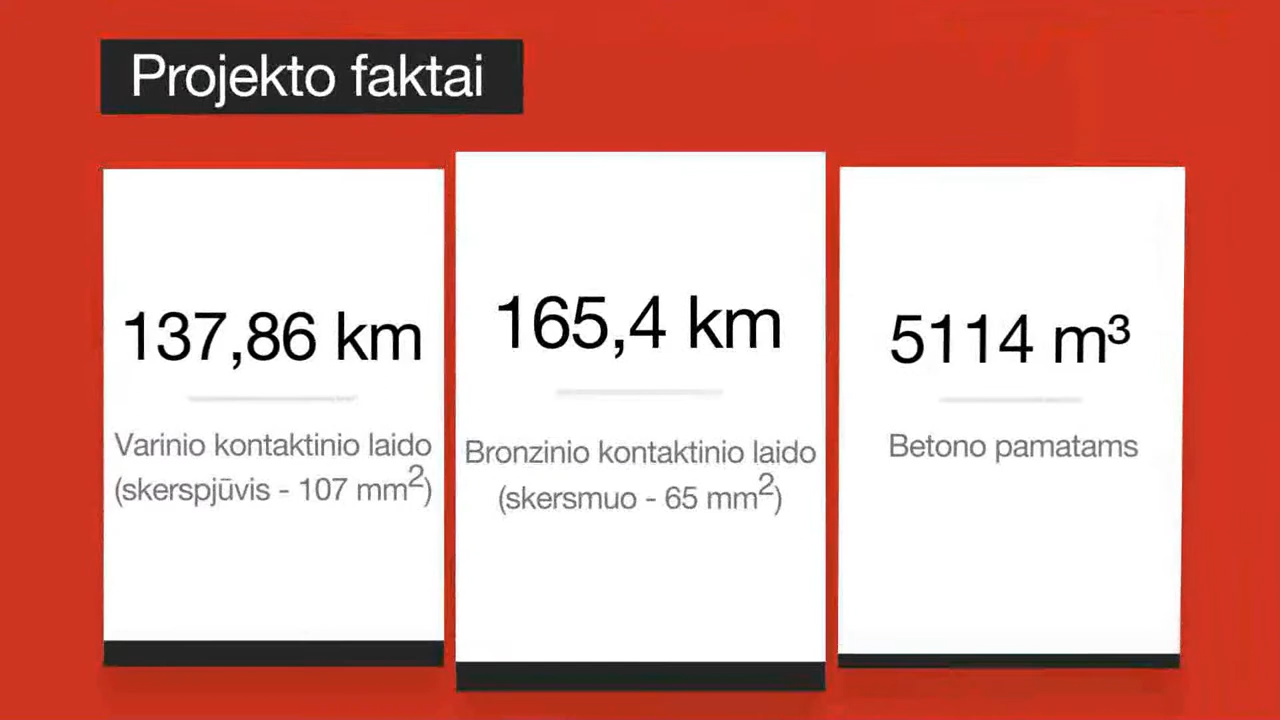 Projekto faktai
137,86 km
Varinio kontaktinio laido
(skerspjūvis - 107 mm²)
165,4 km
Bronzinio kontaktinio laido
(skersmuo - 65 mm²)
5114 m³
Betono pamatams